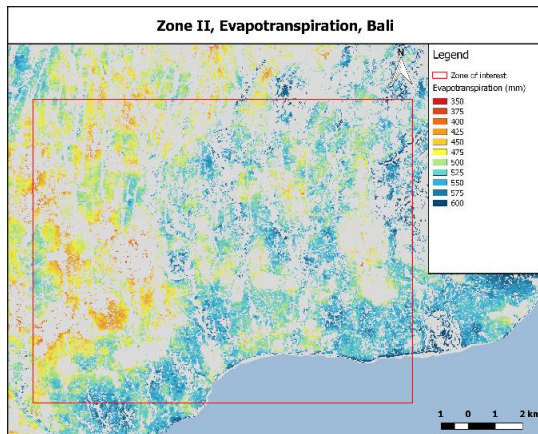 Zone II, Evapotranspiration, Bali
N
Legend
Zone of interest
Evapotranspiration (mm)
350
375
400
425
450
475
500
525
550
575
600
1 0 1 2 km